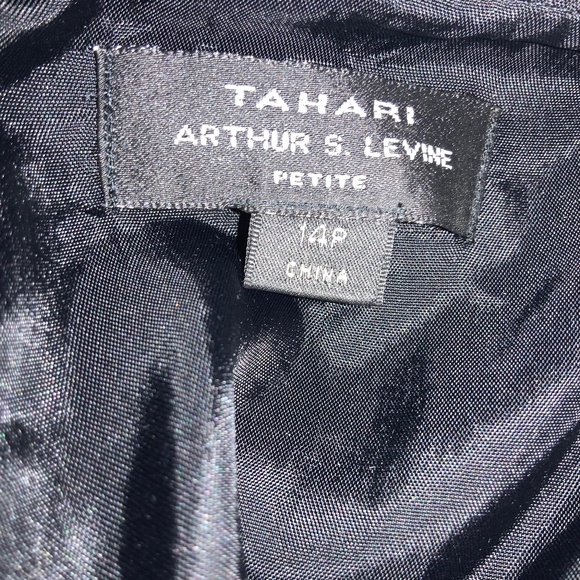 TAHARI
ARTHUR S. LEVINE
PETITE
14P
CHINA